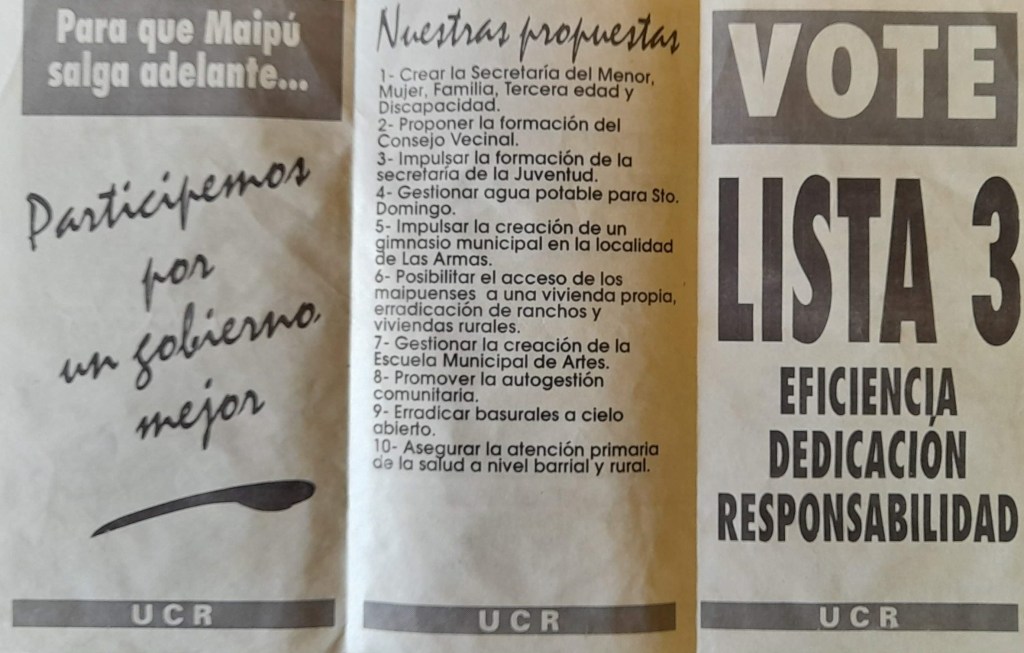 Para que Maipú
salga adelante...
Participemos
por
un gobierno
mejor
UCR
Nuestras propuestas
1- Crear la Secretaría del Menor,
Mujer, Familia, Tercera edad y
Discapacidad.
2- Proponer la formación del
Consejo Vecinal.
3- Impulsar la formación de la
secretaría de la Juventud.
4- Gestionar agua potable para Sto.
Domingo.
5- Impulsar la creación de un
gimnasio municipal en la localidad
de Las Armas.
6- Posibilitar el acceso de los
maipuenses a una vivienda propia,
erradicación de ranchos y
viviendas rurales.
7- Gestionar la creación de la
Escuela Municipal de Artes.
8- Promover la autogestión
comunitaria.
9- Erradicar basurales a cielo
abierto.
10- Asegurar la atención primaria
de la salud a nivel barrial y rural.
UCR
VOTE
LISTA 3
EFICIENCIA
DEDICACIÓN
RESPONSABILIDAD
UCR